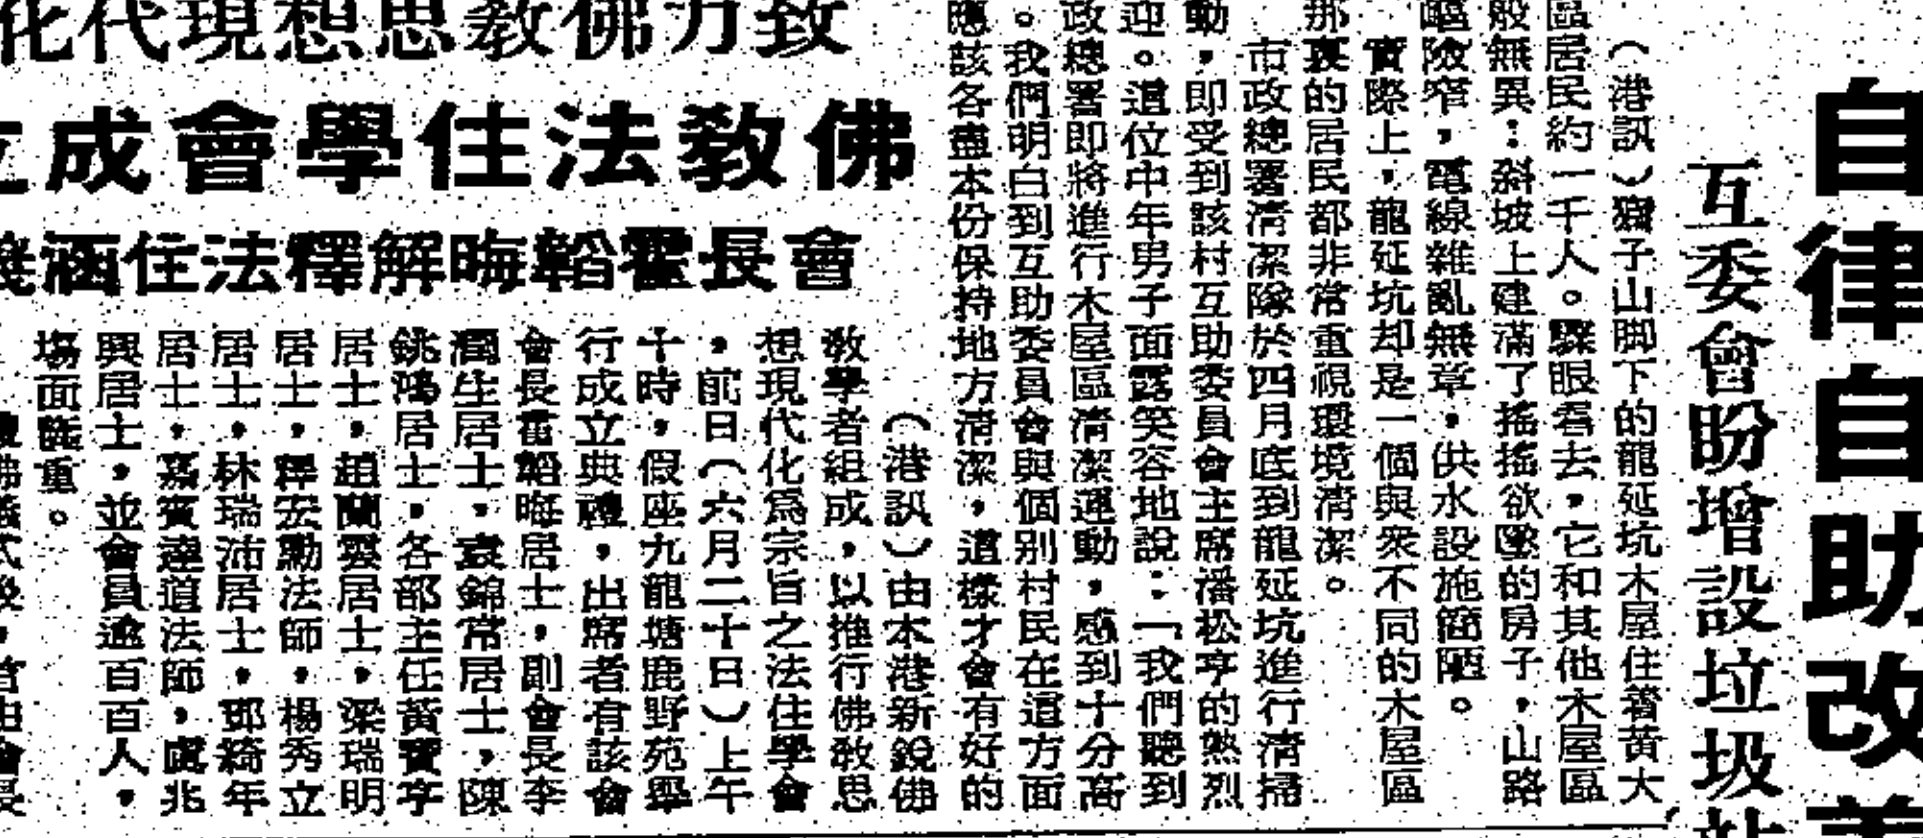 自律自助改善
互委會盼增設垃圾站
（港訊）獅子山脚下的龍延坑木屋住着黃大
區居民約一千人。驟眼看去，它和其他木屋區
般無異：斜坡上建滿了搖搖欲墜的房子，山路
嶇險窄，電線雜亂無章，供水設施簡陋。
實際上，龍延坑却是一個與衆不同的木屋區
那裏的居民都非常重視環境清潔。
市政總署清潔隊於四月底到龍延坑進行清掃
動，即受到該村互助委員會主席潘松亨的熱烈
迎。這位中年男子面露笑容地說：「我們聽到
政總署即將進行木屋區清潔運動，感到十分高
。我們明白到互助委員會與個別村民在這方面
應該各盡本份保持地方清潔，這樣才會有好的
致力佛教思想現代化
佛教法住學會成立
會長霍韜晦解釋法住涵義
（港訊）由本港新銳佛
教學者組成，以推行佛教思
想現代化爲宗旨之法住學會
，前日（六月二十日）上午
十時，假座九龍塘鹿野苑舉
行成立典禮，出席者有該會
會長霍韜晦居士，副會長李
潤生居士，袁錦常居士，陳
銚鴻居士，各部主任黃寶亨
居士，趙蘭雲居士，梁瑞明
居士，釋宏勳法師，楊秀立
居士，林瑞沛居士，鄧綺年
居士，嘉賓達道法師，盧兆
興居士，並會員逾百百人，
塲面隆重。
禮佛儀式後，首由會長